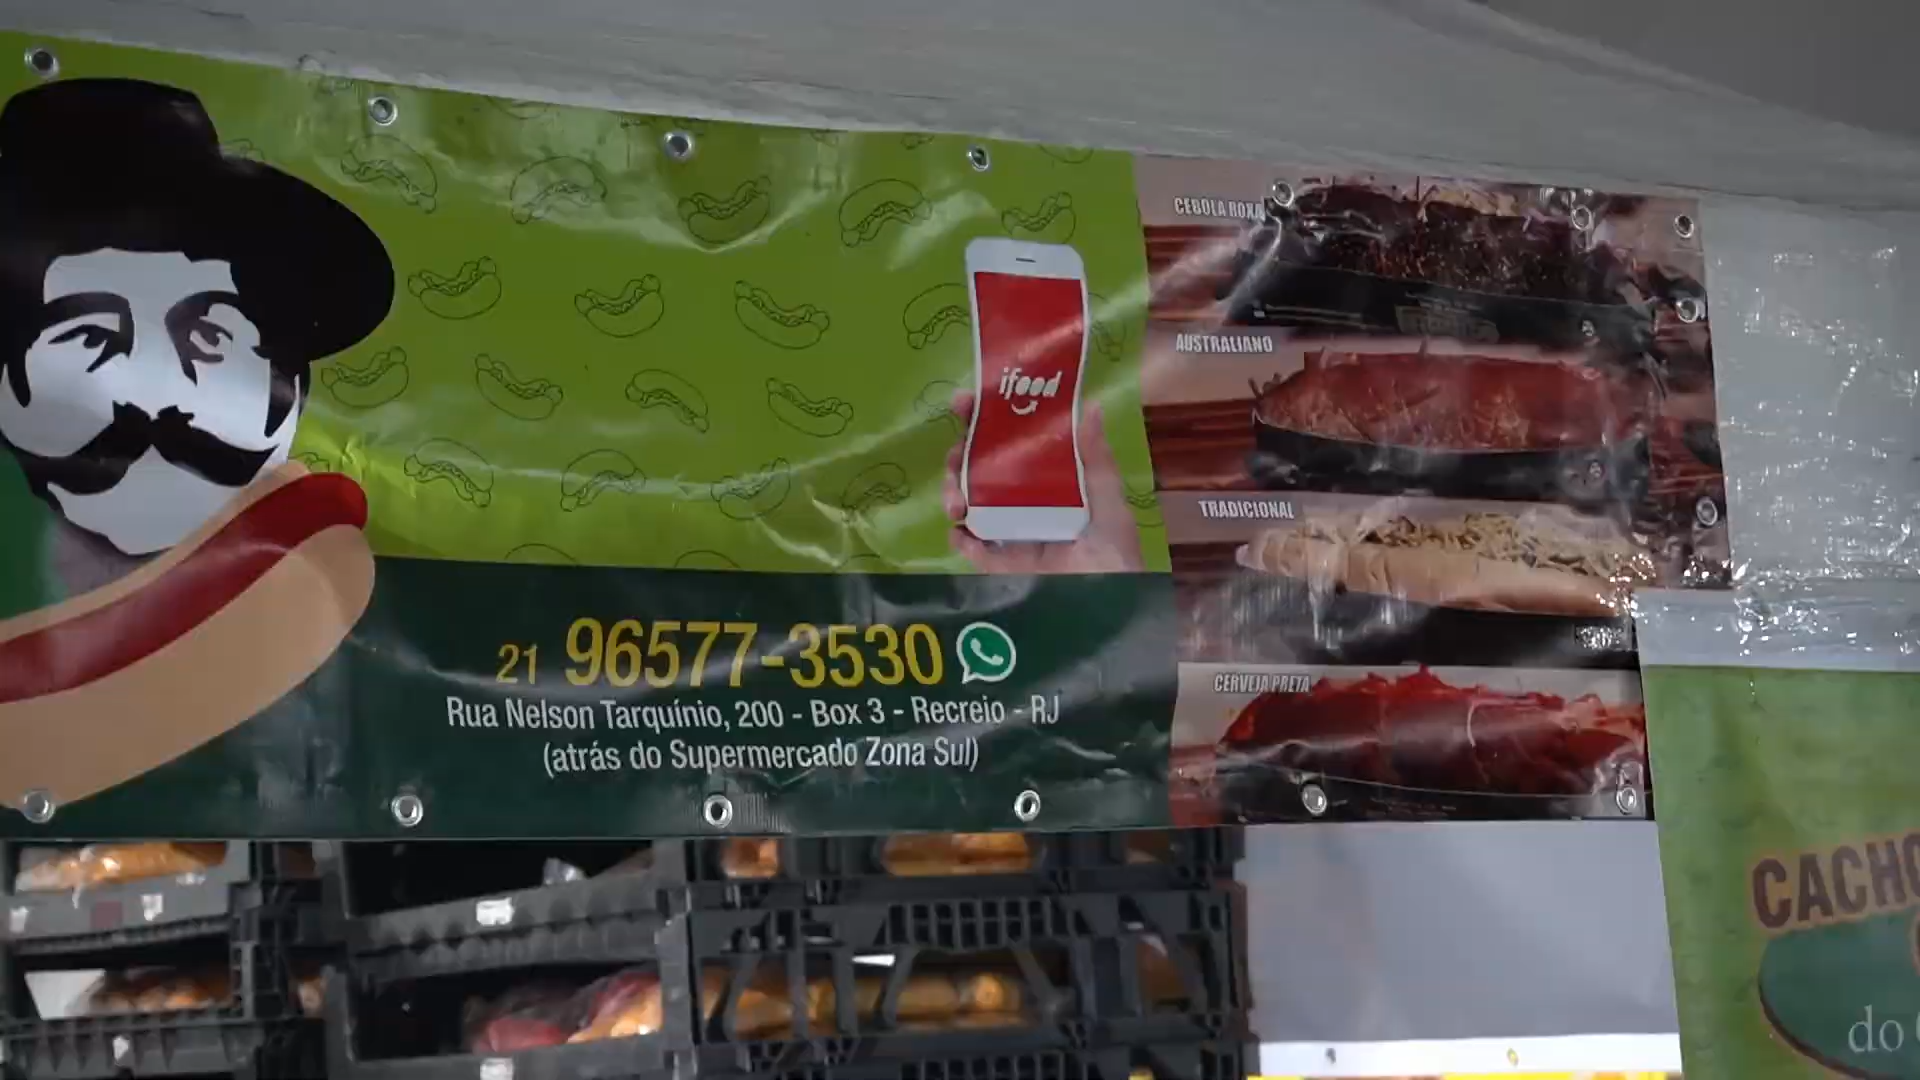 ifood
21 96577-3530
Rua Nelson Tarquínio, 200 - Box 3 - Recreio - RJ
(atrás do Supermercado Zona Sul)
CEBOLA ROXA
AUSTRALIANO
TRADICIONAL
CERVEJA PRETA
CACHO
do